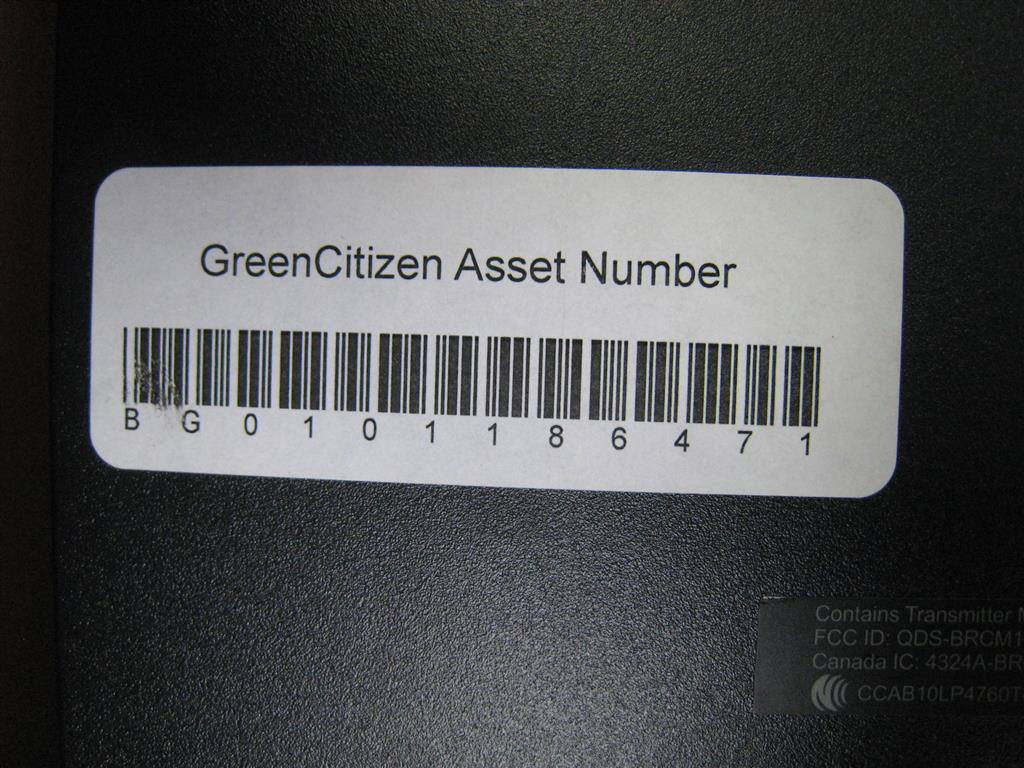 GreenCitizen Asset Number
BG0101186471
Contains Transmitter
FCC ID: QDS-BRCM1
Canada IC: 4324A-BR
CCAB10LP4760T